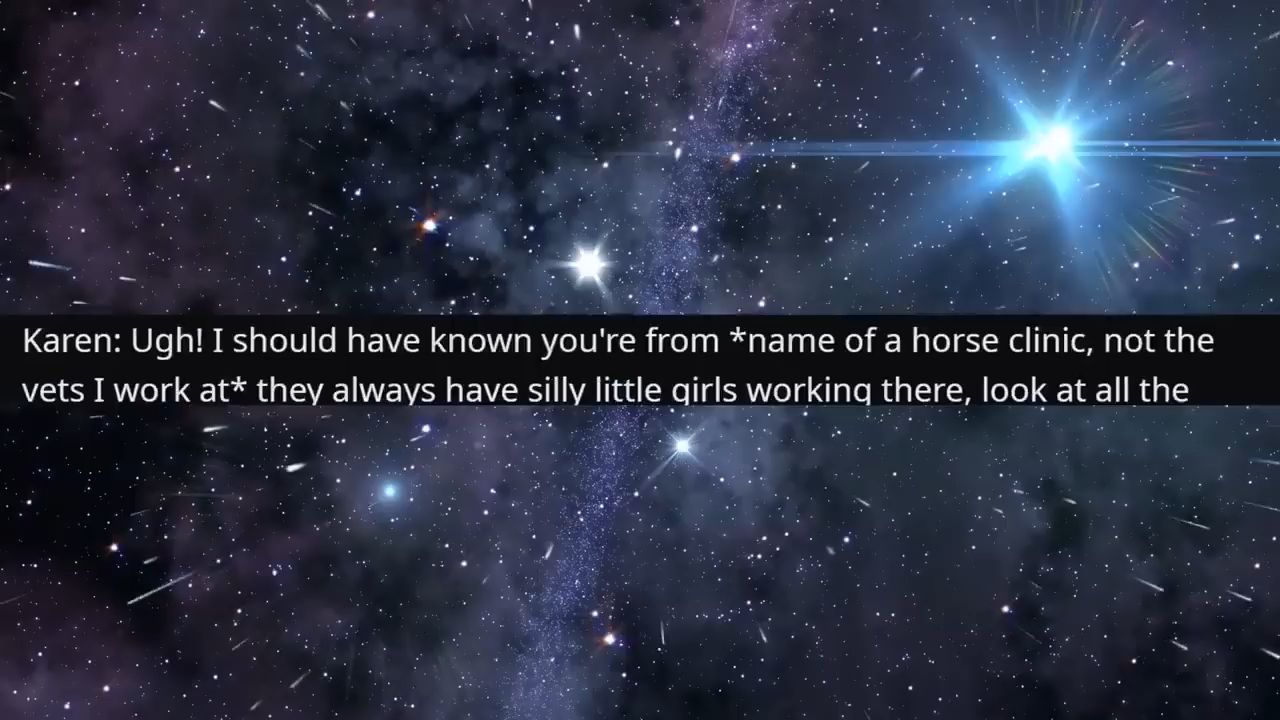 Karen: Ugh! I should have known you're from *name of a horse clinic, not the
vets I work at* they always have silly little girls working there, look at all the